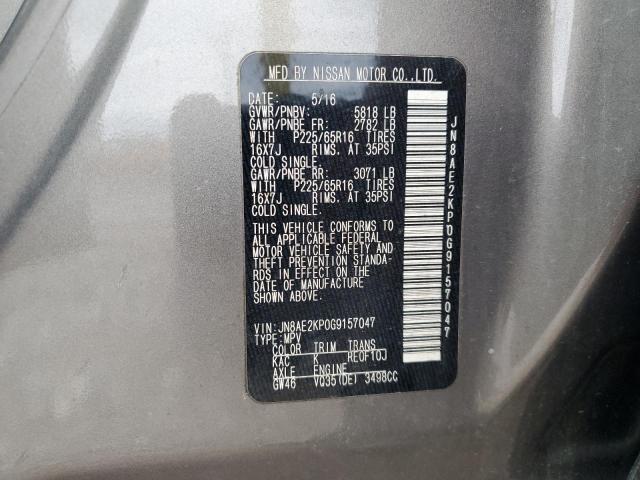 MFD BY NISSAN MOTOR CO.,LTD.
DATE: 5/16
GVWR/PNBV: 5818 LB
GAWR/PNBE FR: 2782 LB
WITH P225/65R16 TIRES
16X7J RIMS. AT 35PSI
COLD SINGLE.
GAWR/PNBE RR: 3071 LB
WITH P225/65R16 TIRES
16X7J RIMS. AT 35PSI
COLD SINGLE.
THIS VEHICLE CONFORMS TO
ALL APPLICABLE FEDERAL
MOTOR VEHICLE SAFETY AND
THEFT PREVENTION STANDA-
RDS IN EFFECT ON THE
DATE OF MANUFACTURE
SHOWN ABOVE.
VIN: JN8AE2KP0G9157047
TYPE: MPV
COLOR TRIM TRANS
KAC K RE0F10J
AXLE ENGINE
GW46 VQ35(DE) 3498CC
JN8AE2KP0G9157047